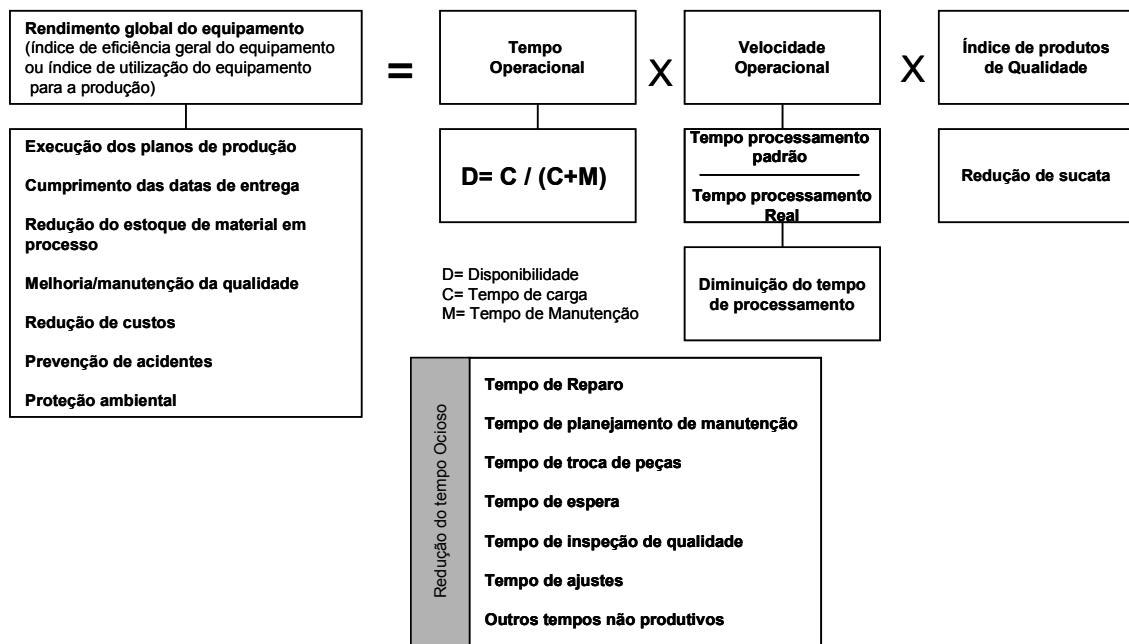 Rendimento global do equipamento
(índice de eficiência geral do equipamento
ou índice de utilização do equipamento
para a produção)
=
Tempo
Operacional
X
Velocidade
Operacional
X
Índice de produtos
de Qualidade
Execução dos planos de produção
Cumprimento das datas de entrega
Redução do estoque de material em
processo
Melhoria/manutenção da qualidade
Redução de custos
Prevenção de acidentes
Proteção ambiental
D= C / (C+M)
Tempo processamento
padrão
Tempo processamento
Real
Redução de sucata
D= Disponibilidade
C= Tempo de carga
M= Tempo de Manutenção
Diminuição do tempo
de processamento
Redução do tempo Ocioso
Tempo de Reparo
Tempo de planejamento de manutenção
Tempo de troca de peças
Tempo de espera
Tempo de inspeção de qualidade
Tempo de ajustes
Outros tempos não produtivos